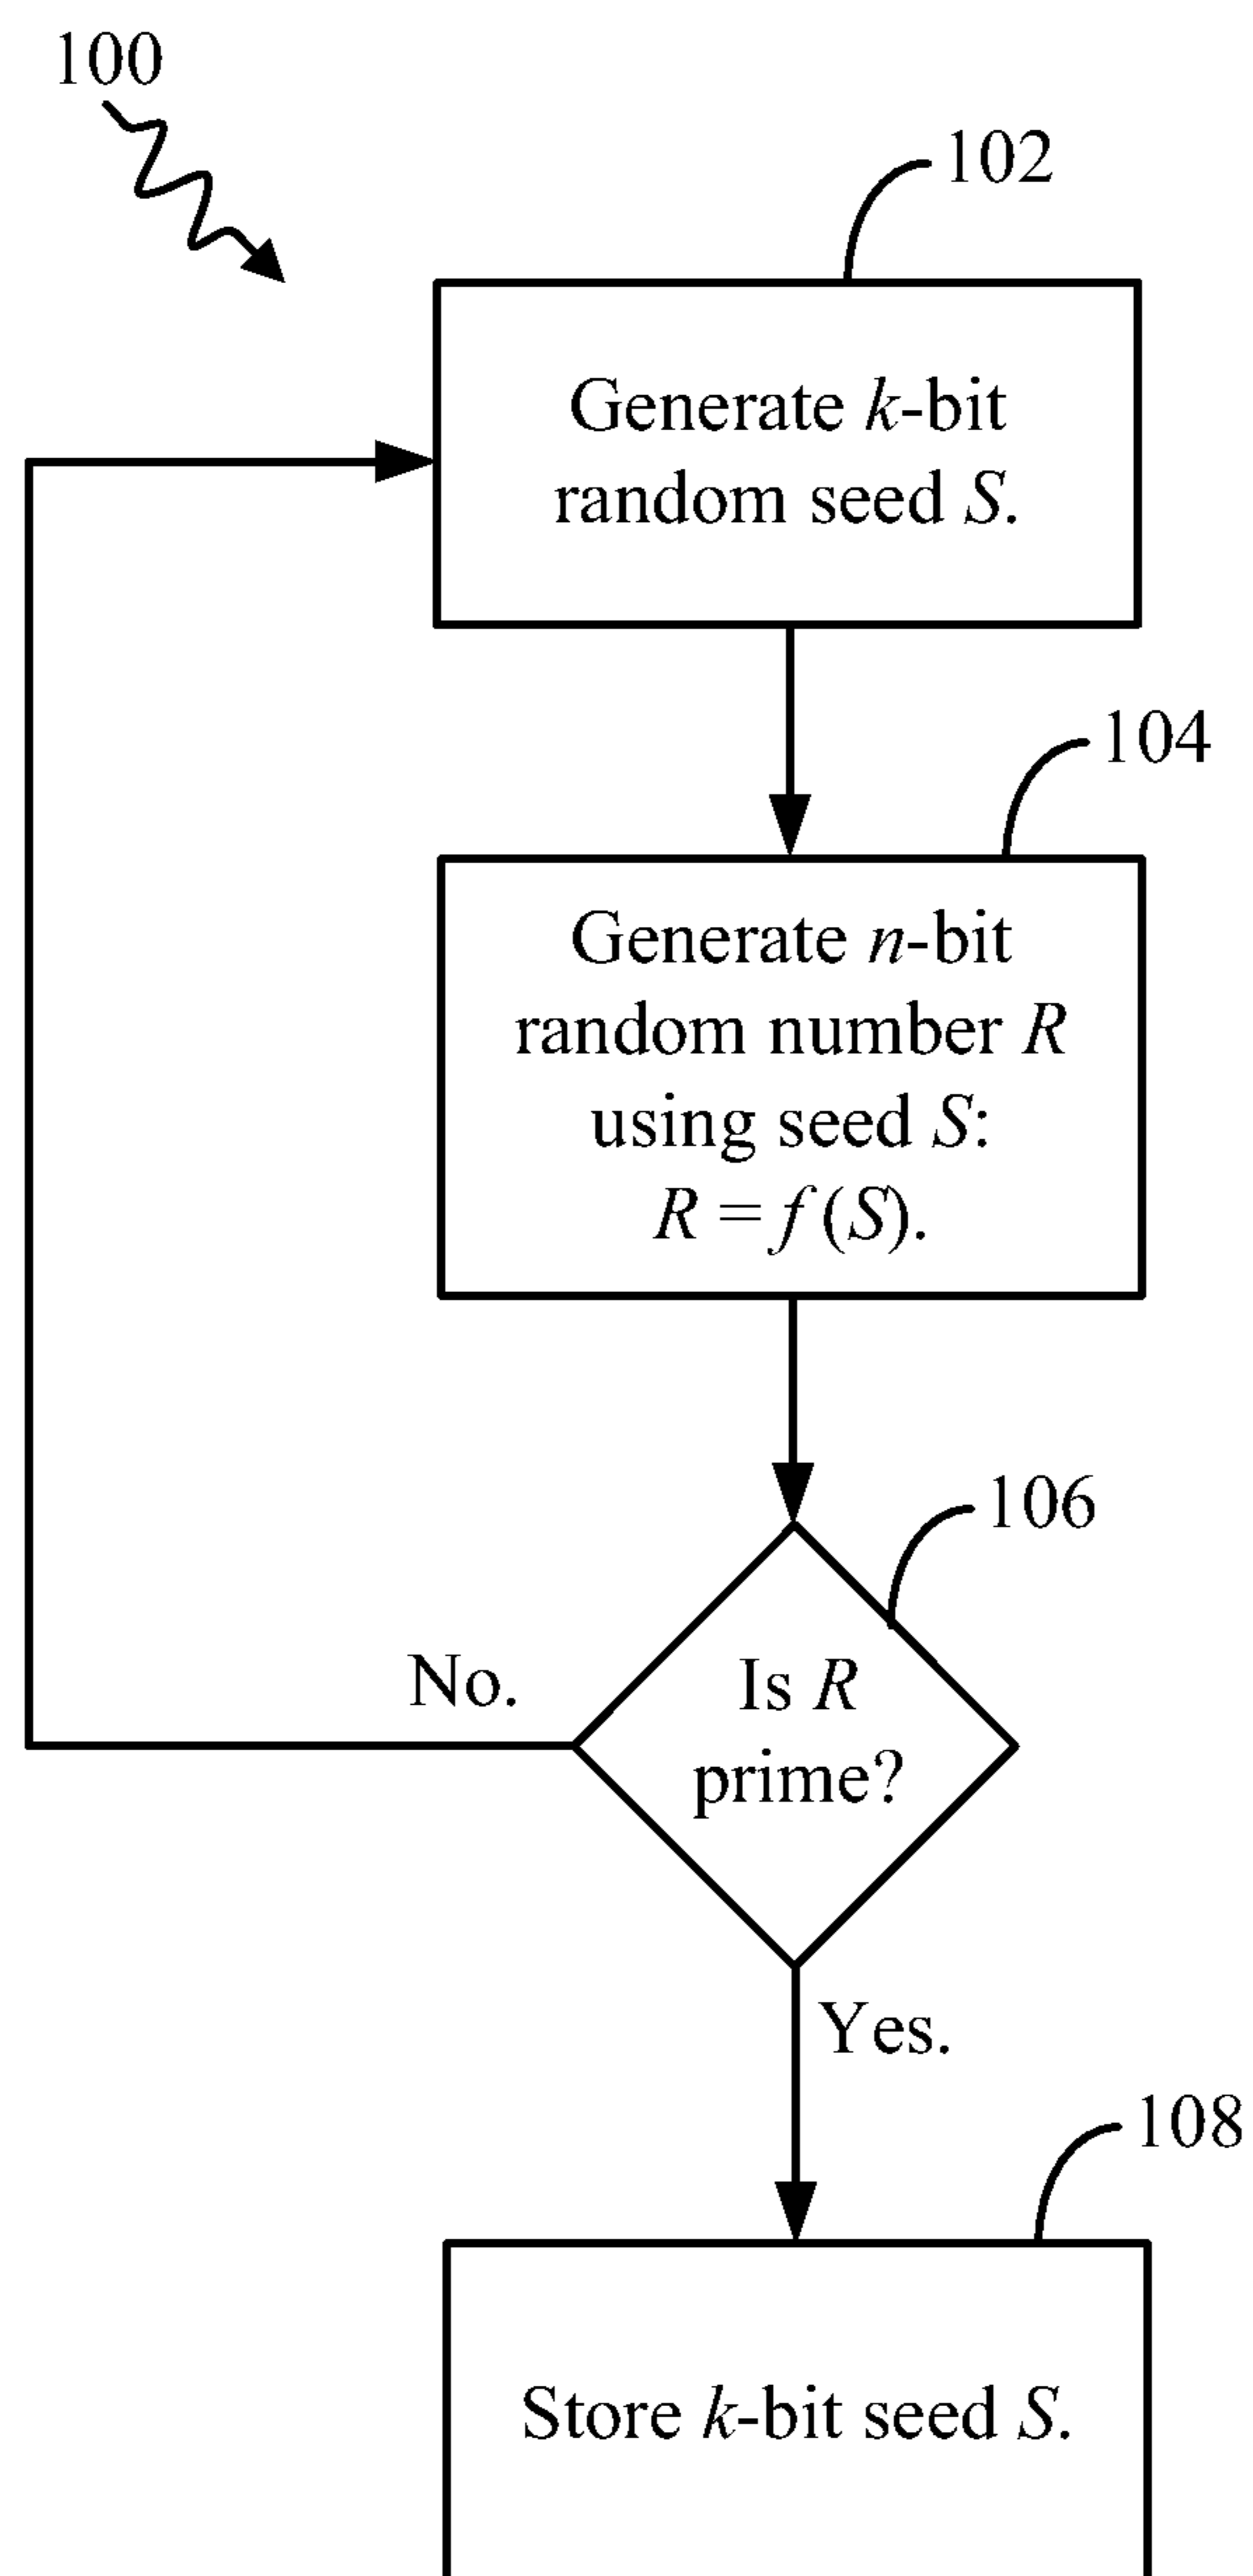 100
102
Generate k-bit
random seed S.
104
Generate n-bit
random number R
using seed S:
R = f (S).
106
No.
Is R
prime?
Yes.
108
Store k-bit seed S.